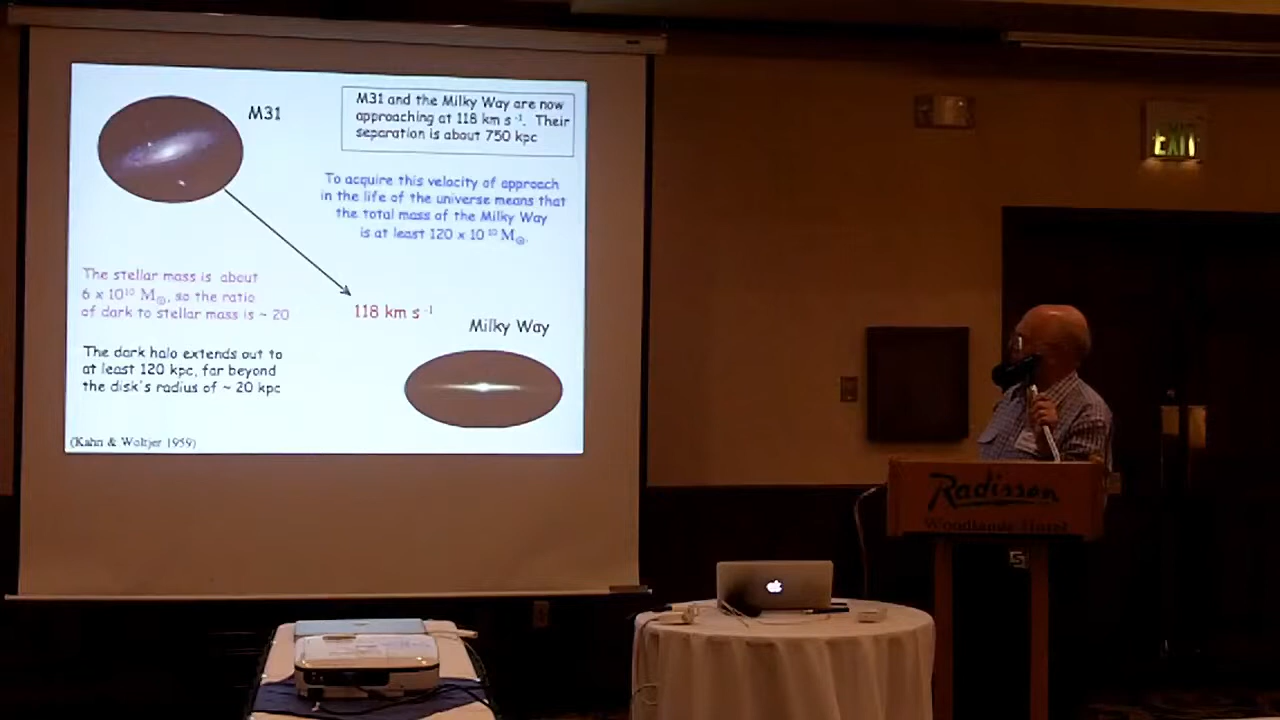 M31
M31 and the Milky Way are now
approaching at 118 km s⁻¹. Their
separation is about 750 kpc
To acquire this velocity of approach
in the life of the universe means that
the total mass of the Milky Way
is at least 120 x 10¹⁰ M☉.
The stellar mass is about
6 x 10¹⁰ M☉, so the ratio
of dark to stellar mass is ~ 20
118 km s⁻¹
Milky Way
The dark halo extends out to
at least 120 kpc, far beyond
the disk's radius of ~ 20 kpc
(Kahn & Woltjer 1959)
EXIT
Radisson
Woodlands Hotel